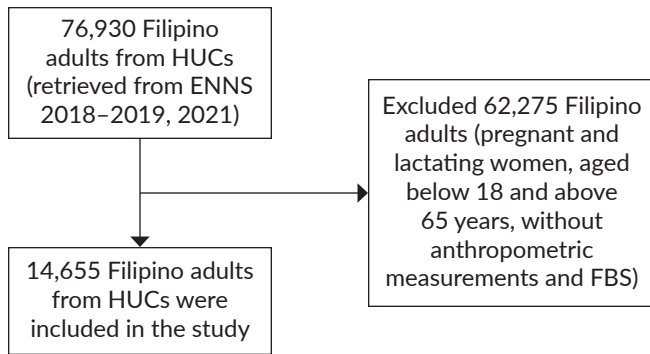 76,930 Filipino
adults from HUCs
(retrieved from ENNS
2018–2019, 2021)
Excluded 62,275 Filipino
adults (pregnant and
lactating women, aged
below 18 and above
65 years, without
anthropometric
measurements and FBS)
14,655 Filipino adults
from HUCs were
included in the study